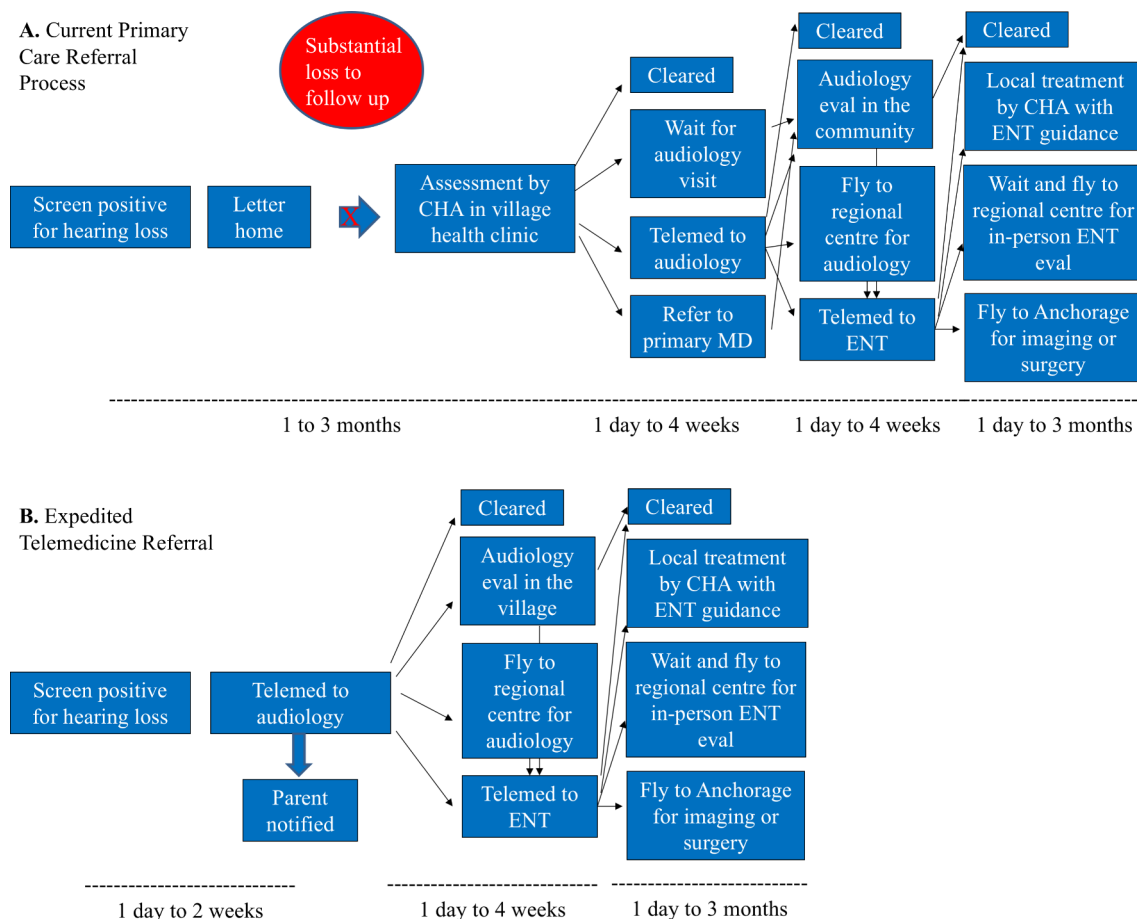 A. Current Primary
Care Referral
Process
Substantial
loss to
follow up
Screen positive
for hearing loss
Letter
home
X
Assessment by
CHA in village
health clinic
Cleared
Wait for
audiology
visit
Telemed to
audiology
Refer to
primary MD
Cleared
Audiology
eval in the
community
Fly to
regional
centre for
audiology
Telemed to
ENT
Cleared
Local treatment
by CHA with
ENT guidance
Wait and fly to
regional centre for
in-person ENT
eval
Fly to Anchorage
for imaging or
surgery
1 to 3 months
1 day to 4 weeks
1 day to 4 weeks
1 day to 3 months
B. Expedited
Telemedicine Referral
Screen positive
for hearing loss
Telemed to
audiology
Parent
notified
Cleared
Audiology
eval in the
village
Fly to
regional
centre for
audiology
Telemed to
ENT
Cleared
Local treatment
by CHA with
ENT guidance
Wait and fly to
regional centre for
in-person ENT
eval
Fly to Anchorage
for imaging or
surgery
1 day to 2 weeks
1 day to 4 weeks
1 day to 3 months